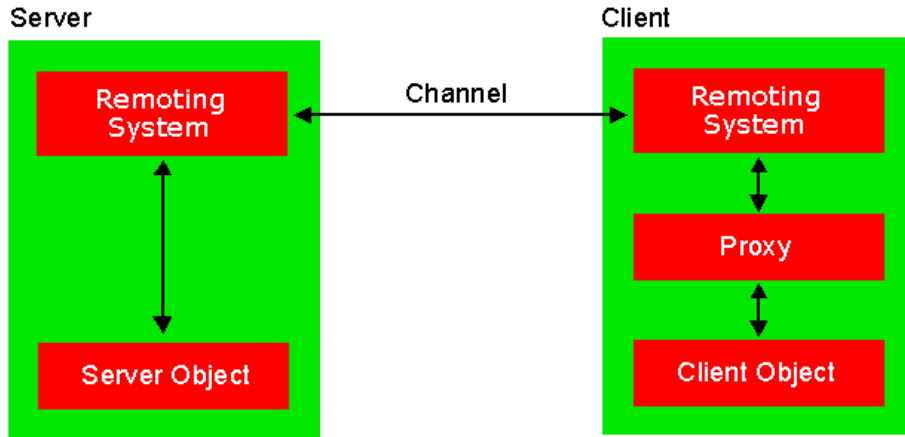 Server
Client
Remoting
System
Channel
Remoting
System
Proxy
Server Object
Client Object